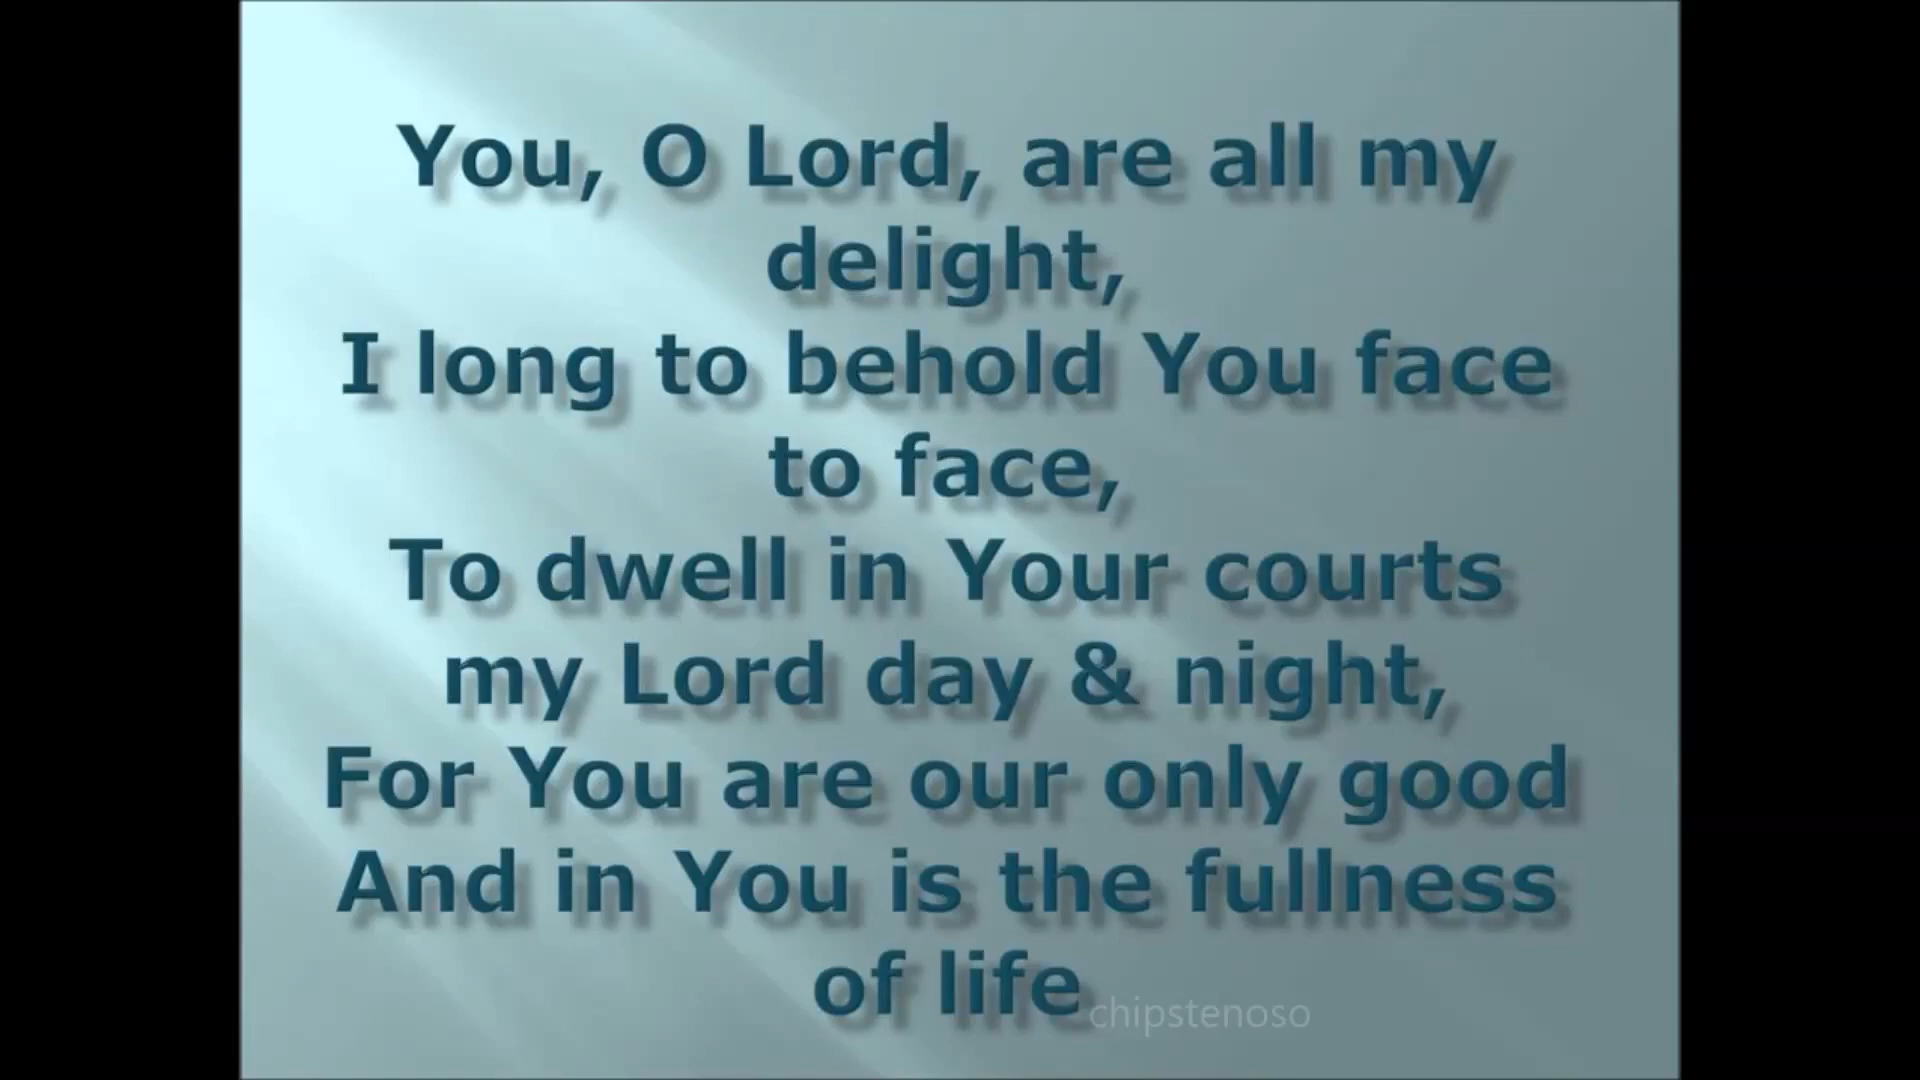 You, O Lord, are all my
delight,
I long to behold You face
to face,
To dwell in Your courts
my Lord day & night,
For You are our only good
And in You is the fullness
of life
chipstenoso